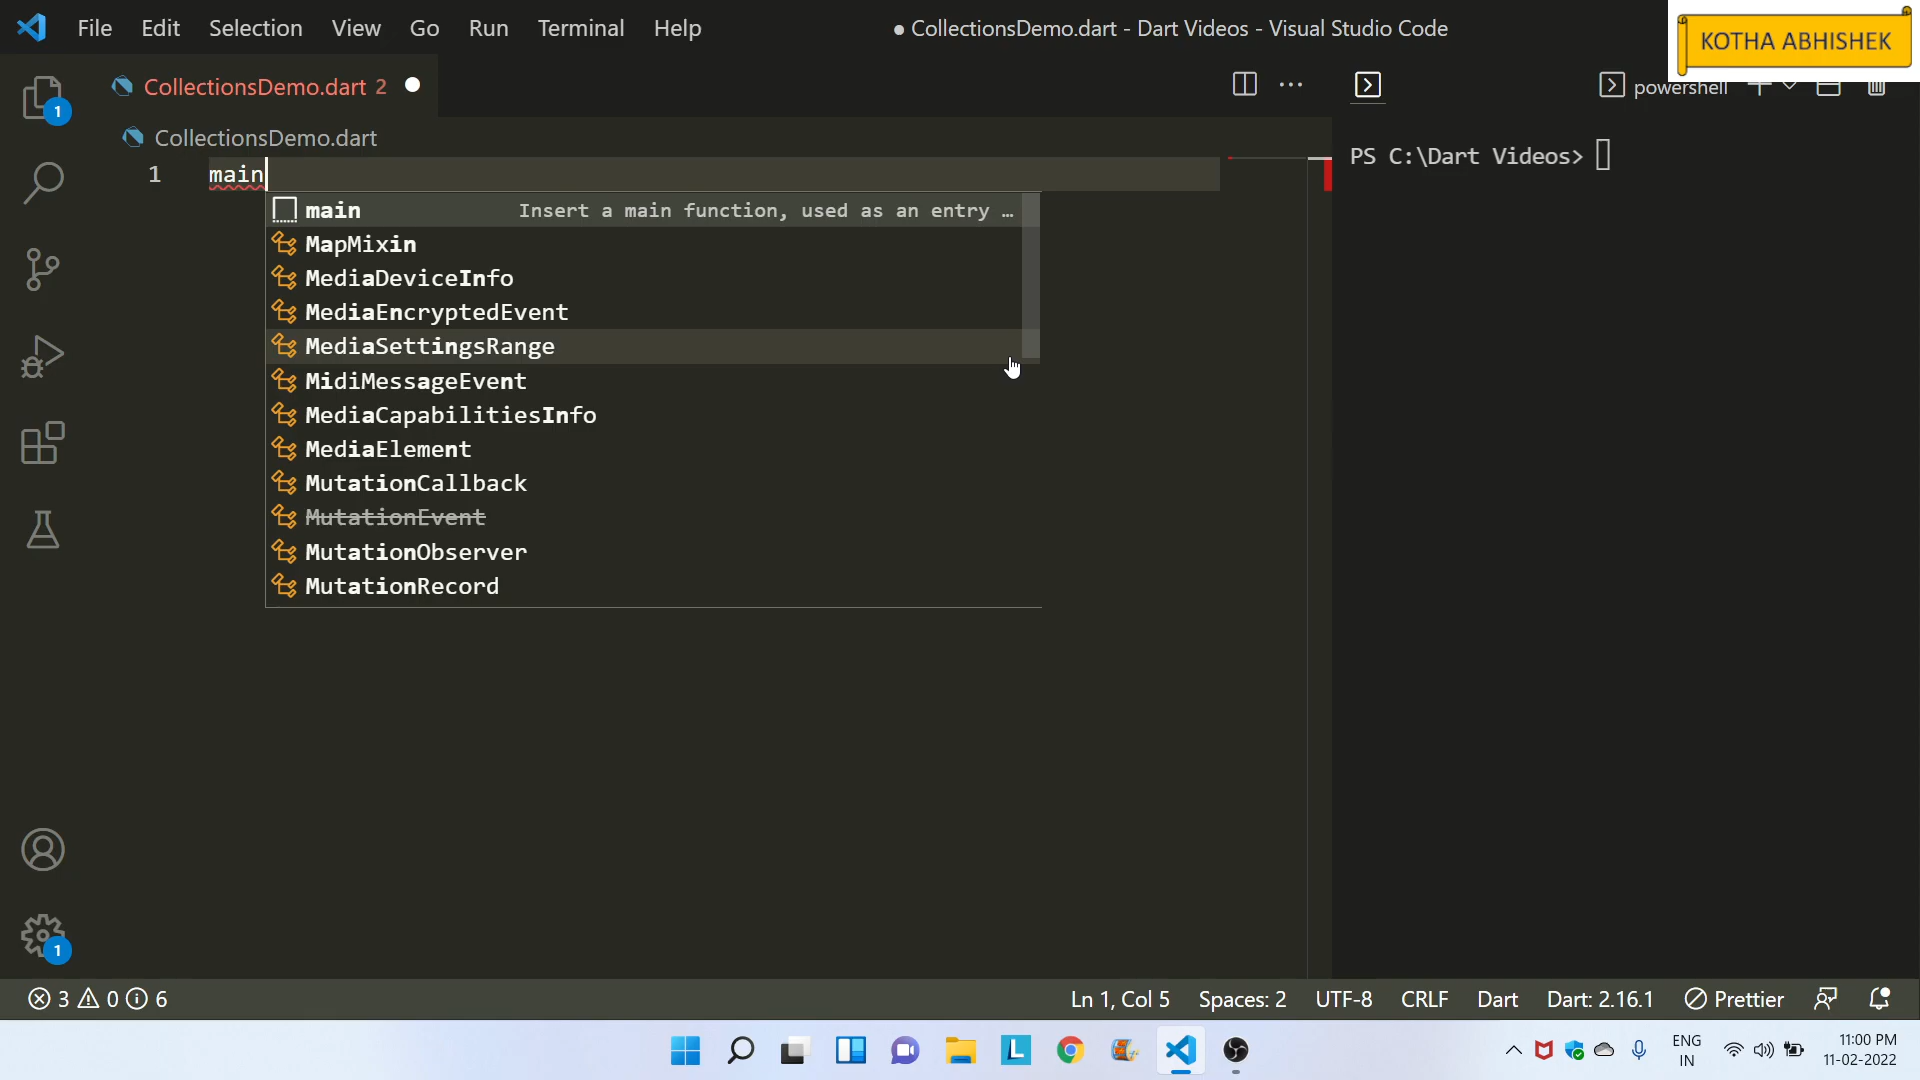 File Edit Selection View Go Run Terminal Help
● CollectionsDemo.dart - Dart Videos - Visual Studio Code
KOTHA ABHISHEK
CollectionsDemo.dart 2
powershell
CollectionsDemo.dart
1 main
PS C:\Dart Videos>
main Insert a main function, used as an entry …
MapMixin
MediaDeviceInfo
MediaEncryptedEvent
MediaSettingsRange
MidiMessageEvent
MediaCapabilitiesInfo
MediaElement
MutationCallback
MutationEvent
MutationObserver
MutationRecord
1
1
3 0 6
Ln 1, Col 5 Spaces: 2 UTF-8 CRLF Dart Dart: 2.16.1 Prettier
ENG
IN
11:00 PM
11-02-2022